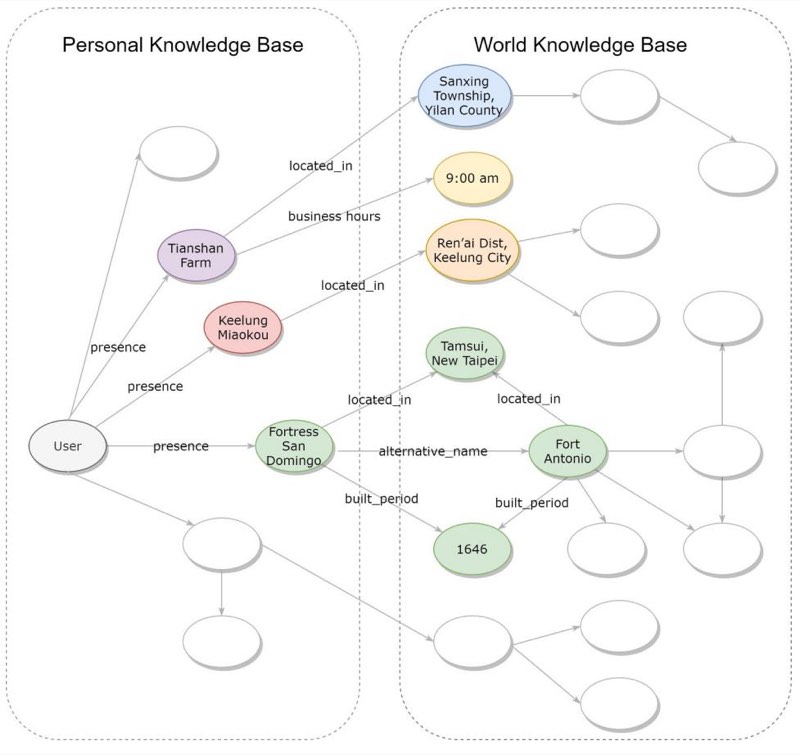 Personal Knowledge Base
World Knowledge Base
Sanxing
Township,
Yilan County
located_in
9:00 am
business hours
Tianshan
Farm
Ren'ai Dist,
Keelung City
located_in
Keelung
Miaokou
presence
Tamsui,
New Taipei
presence
located_in
located_in
User
presence
Fortress
San
Domingo
alternative_name
Fort
Antonio
built_period
built_period
1646